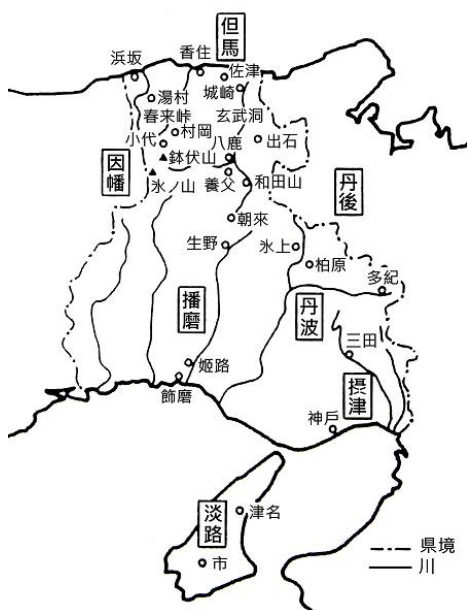 但馬
浜坂
香住
佐津
湯村
城崎
春来峠
玄武洞
小代
村岡
八鹿
出石
因幡
鉢伏山
氷ノ山
養父
和田山
丹後
朝來
生野
氷上
柏原
多紀
播磨
丹波
三田
摂津
姫路
飾磨
神戸
淡路
津名
市
県境
川